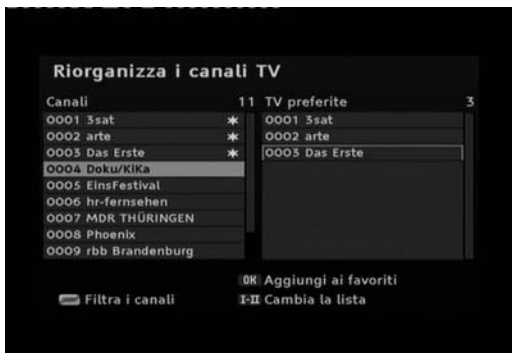 Riorganizza i canali TV
Canali 11 TV preferite 3
0001 3sat ✱ 0001 3sat
0002 arte ✱ 0002 arte
0003 Das Erste ✱ 0003 Das Erste
0004 Doku/KiKa
0005 EinsFestival
0006 hr-fernsehen
0007 MDR THÜRINGEN
0008 Phoenix
0009 rbb Brandenburg
OK Aggiungi ai favoriti
Filtra i canali I-II Cambia la lista